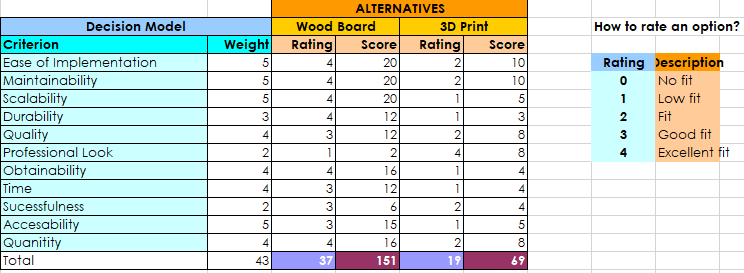 ALTERNATIVES
Decision Model Wood Board 3D Print How to rate an option?
Criterion Weight Rating Score Rating Score
Ease of Implementation 5 4 20 2 10 Rating Description
Maintainability 5 4 20 2 10 0 No fit
Scalability 5 4 20 1 5 1 Low fit
Durability 3 4 12 1 3 2 Fit
Quality 4 3 12 2 8 3 Good fit
Professional Look 2 1 2 4 8 4 Excellent fit
Obtainability 4 4 16 1 4
Time 4 3 12 1 4
Sucessfulness 2 3 6 2 4
Accesability 5 3 15 1 5
Quanitity 4 4 16 2 8
Total 43 37 151 19 69